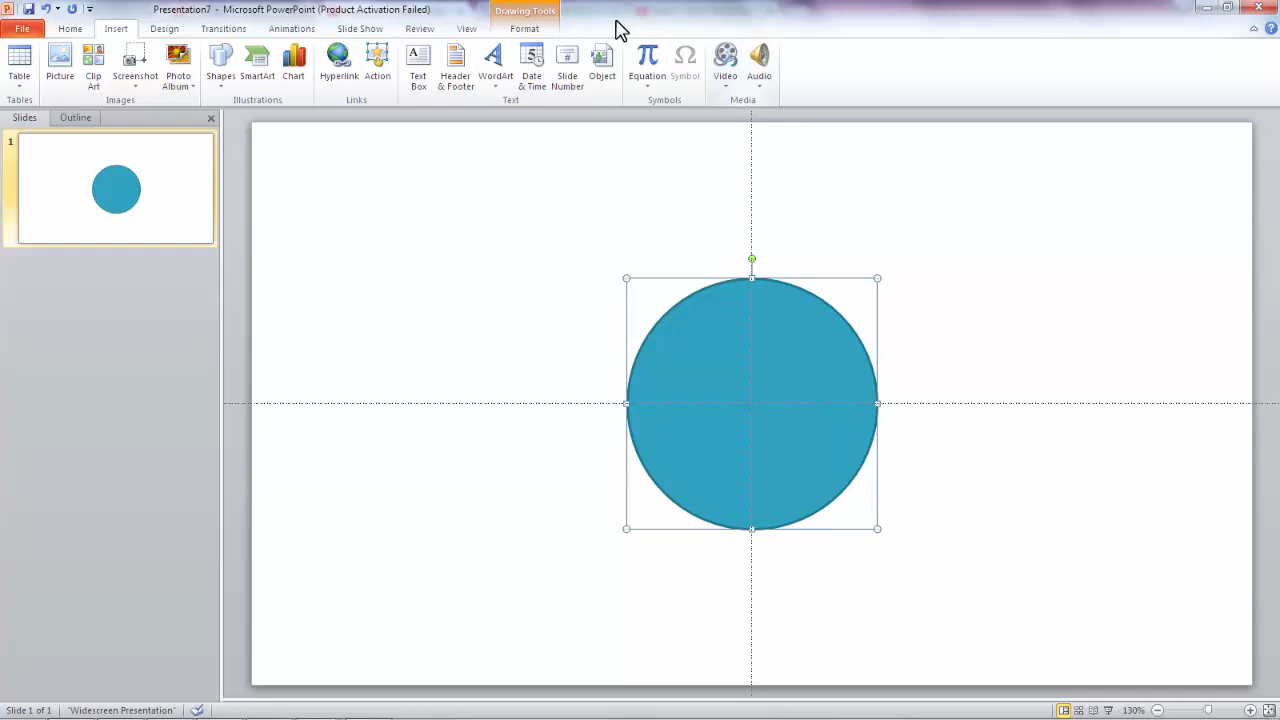 Presentation7 - Microsoft PowerPoint (Product Activation Failed)
Drawing Tools
File Home Insert Design Transitions Animations Slide Show Review View Format
Table Picture Clip Art Screenshot Photo Album Shapes SmartArt Chart Hyperlink Action Text Box Header & Footer WordArt Date & Time Slide Number Object Equation Symbol Video Audio
Tables Images Illustrations Links Text Symbols Media
Slides Outline
1
Slide 1 of 1 "Widescreen Presentation" 130%